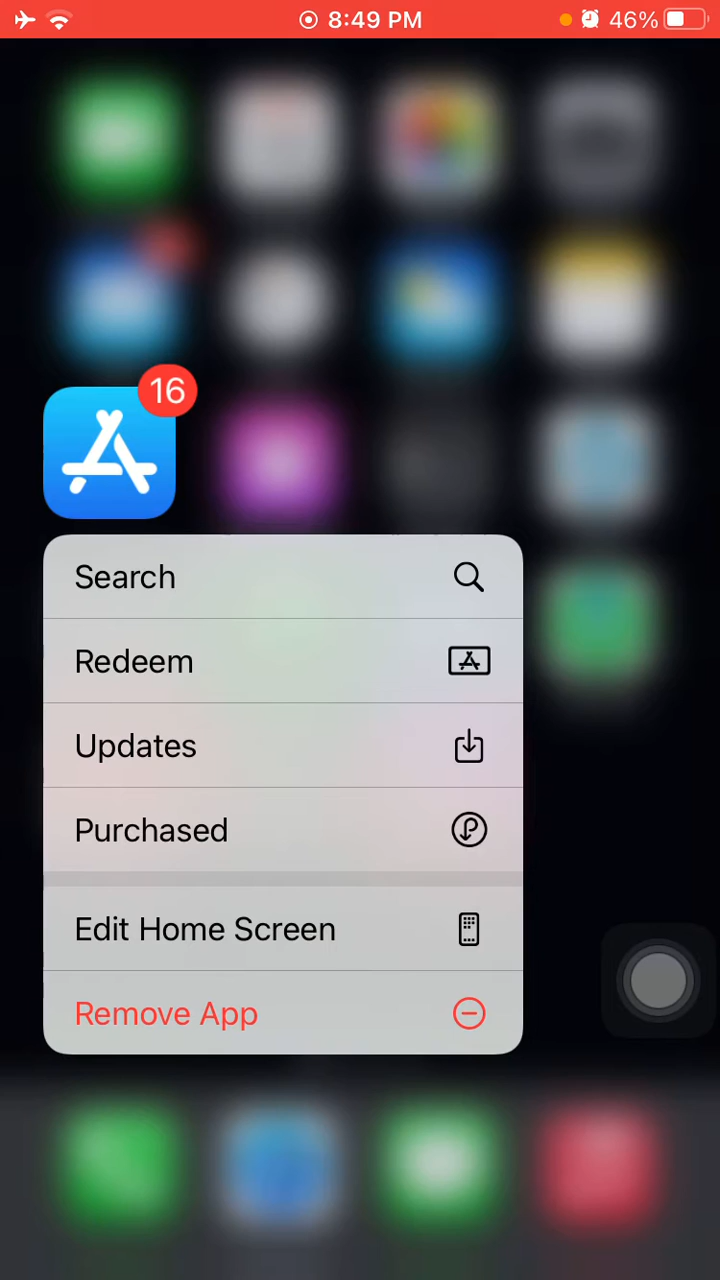 8:49 PM
46%
16
Search
Redeem
Updates
Purchased
Edit Home Screen
Remove App